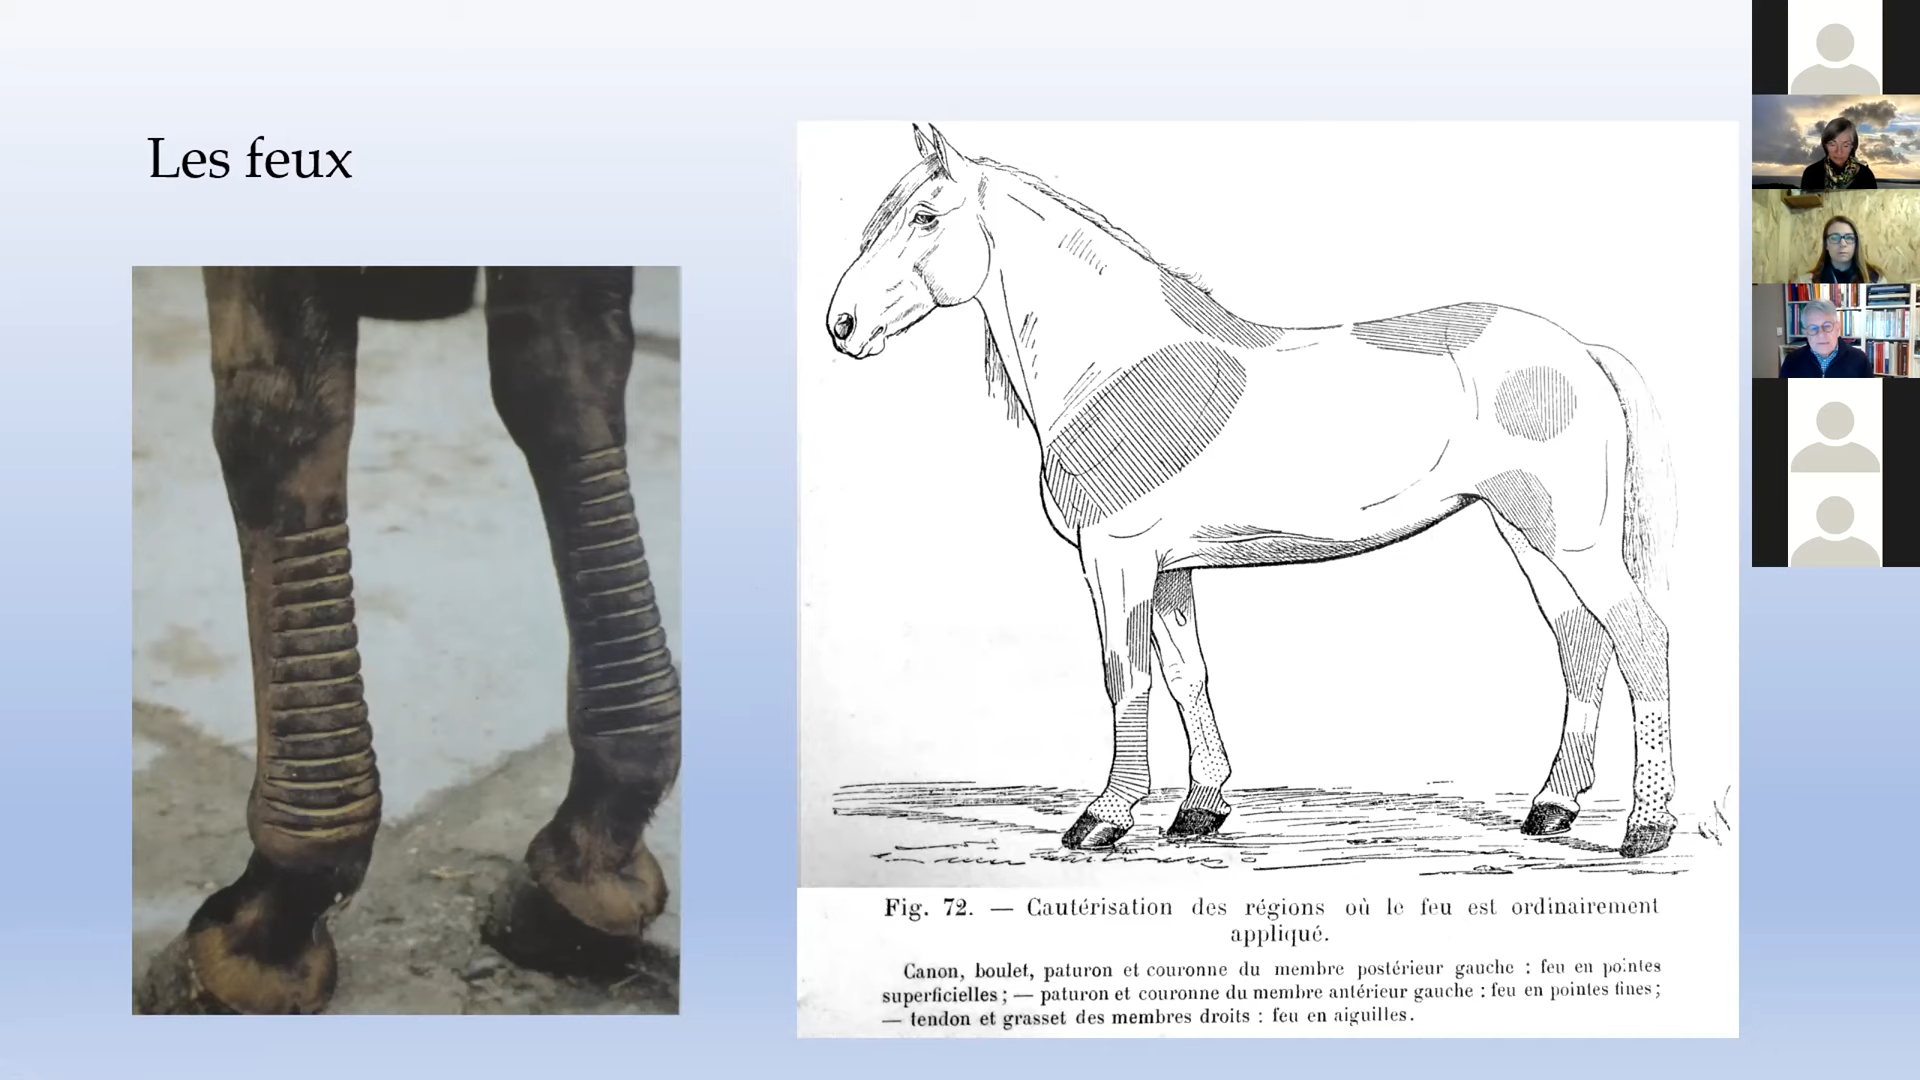 Les feux
Fig. 72. — Cautérisation des régions où le feu est ordinairement
appliqué.
Canon, boulet, paturon et couronne du membre postérieur gauche : feu en pointes
superficielles ; — paturon et couronne du membre antérieur gauche : feu en pointes fines ;
— tendon et grasset des membres droits : feu en aiguilles.